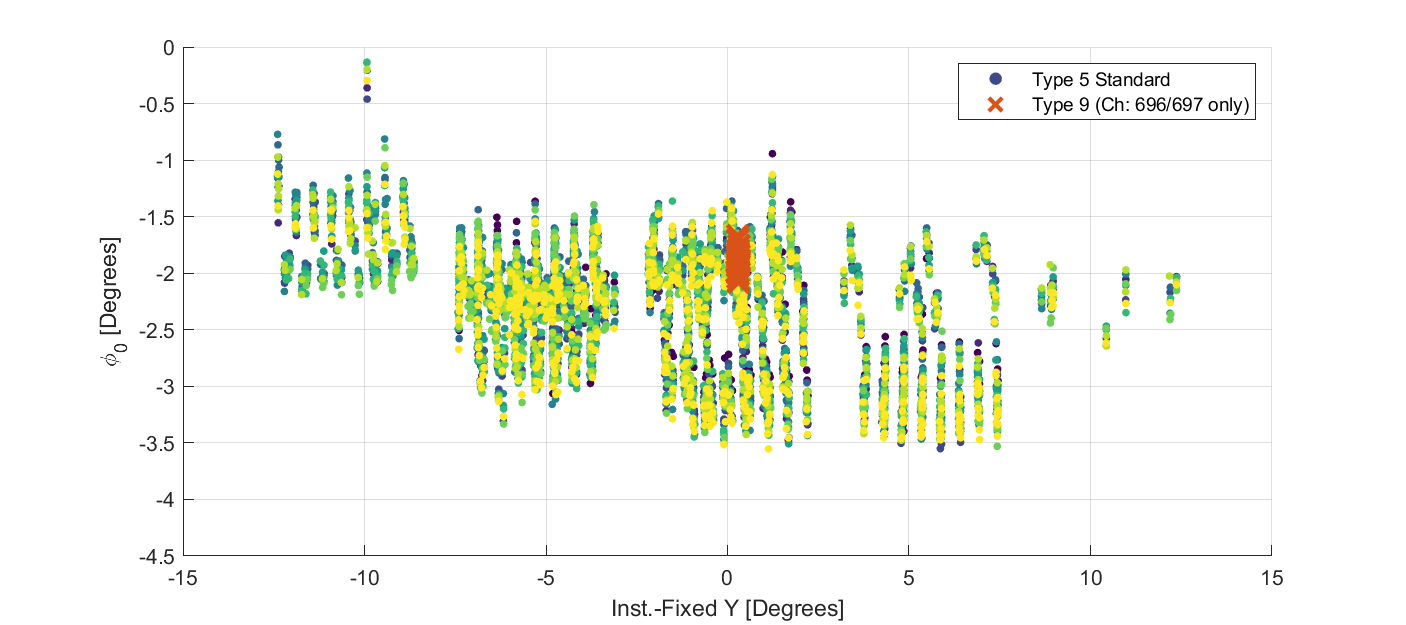 0
-0.5
-1
-1.5
-2
-2.5
-3
-3.5
-4
-4.5
ϕ0 [Degrees]
Type 5 Standard
Type 9 (Ch: 696/697 only)
-15 -10 -5 0 5 10 15
Inst.-Fixed Y [Degrees]